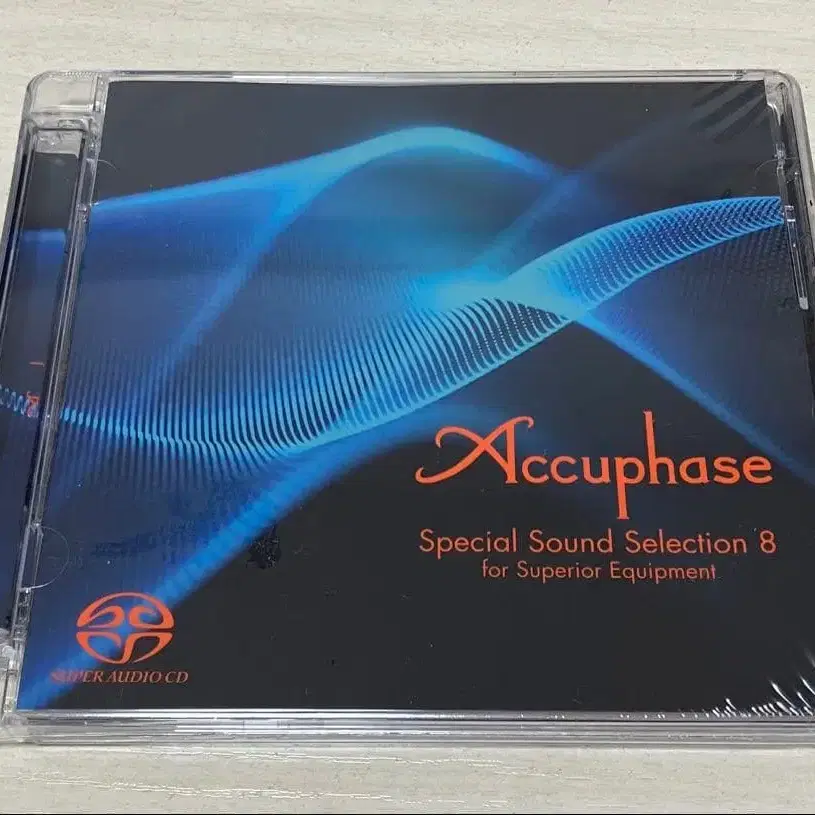 Accuphase
Special Sound Selection 8
for Superior Equipment
SUPER AUDIO CD